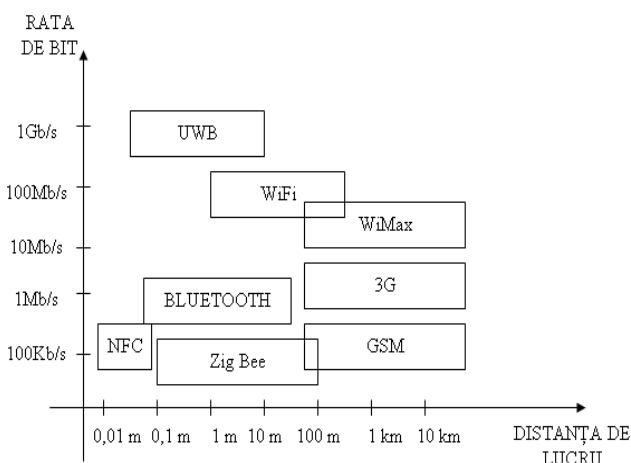 RATA
DE BIT
1Gb/s
UWB
100Mb/s
WiFi
WiMax
10Mb/s
3G
1Mb/s
BLUETOOTH
NFC
GSM
100Kb/s
Zig Bee
0,01 m 0,1 m 1 m 10 m 100 m 1 km 10 km
DISTANȚA DE
LUCRU